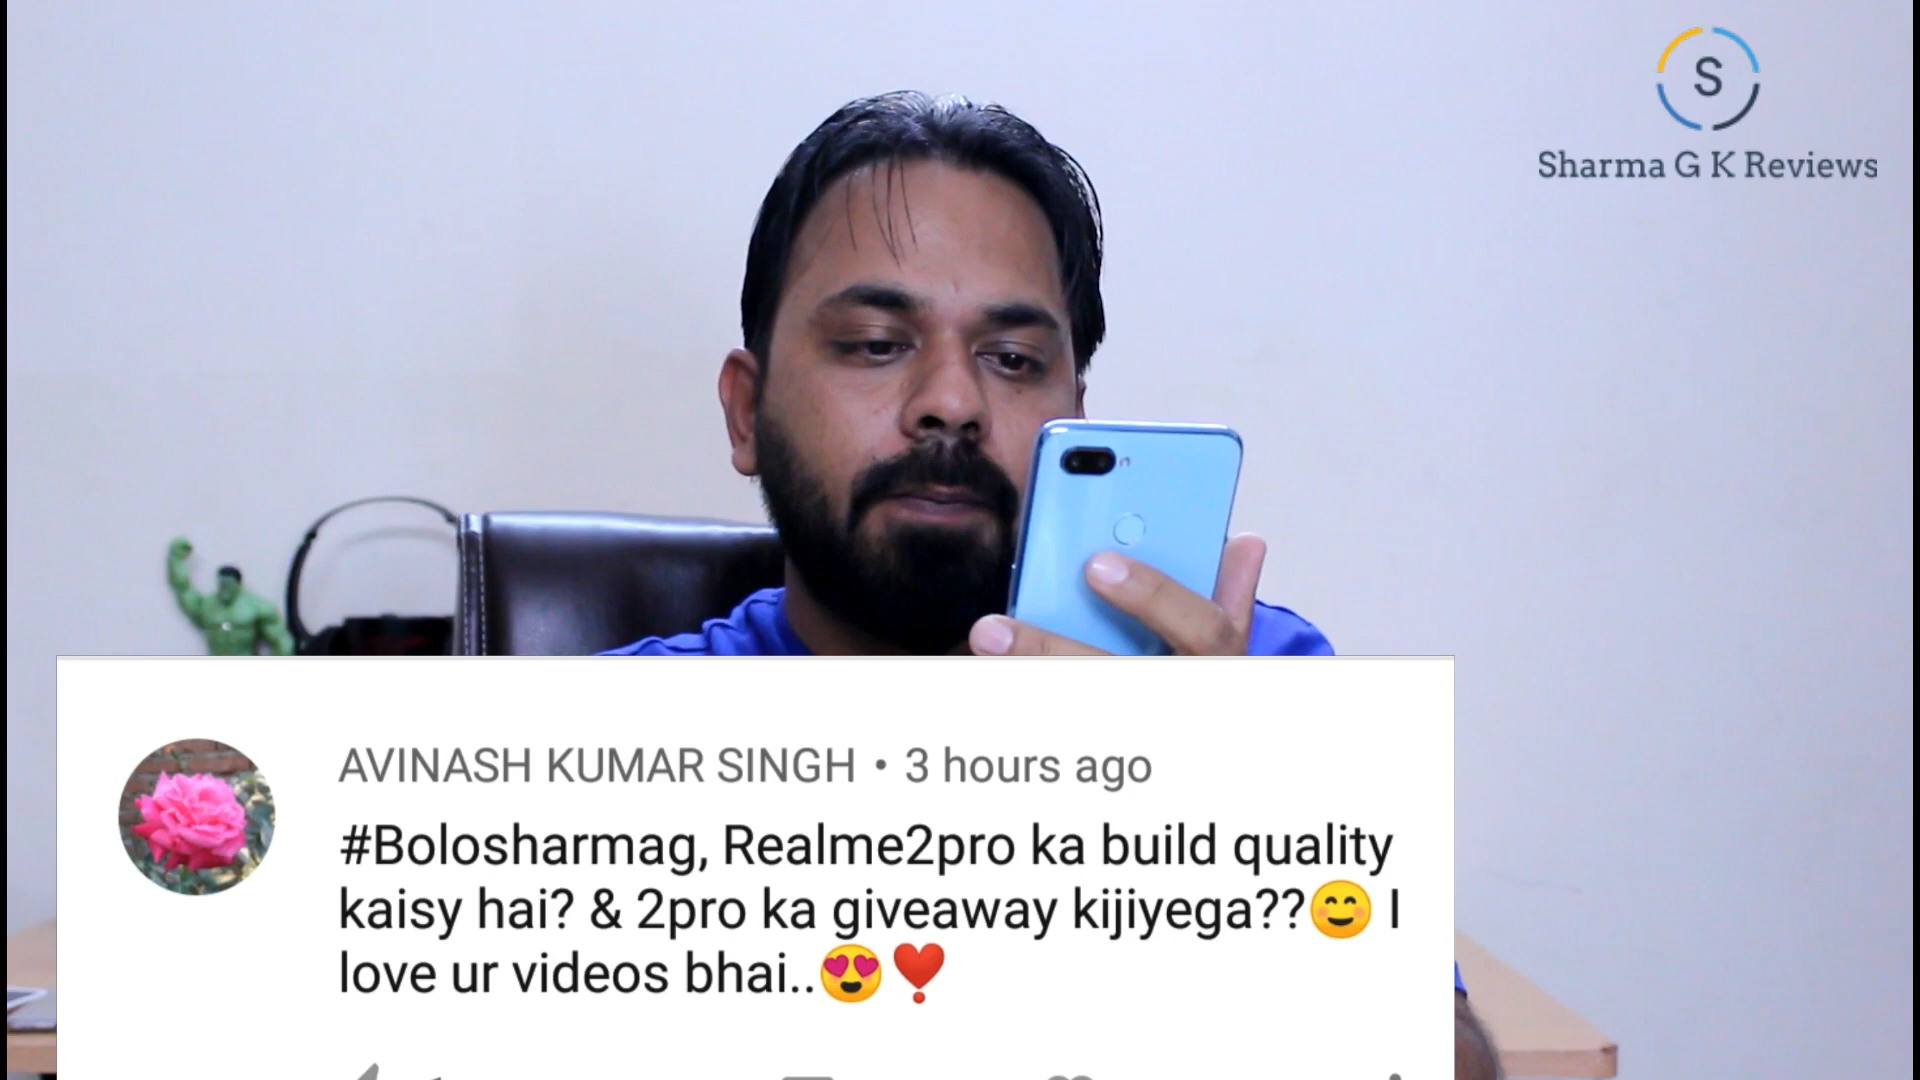 S
Sharma G K Reviews
AVINASH KUMAR SINGH • 3 hours ago
#Bolosharmag, Realme2pro ka build quality
kaisy hai? & 2pro ka giveaway kijiyega??😊 I
love ur videos bhai..😍❣️